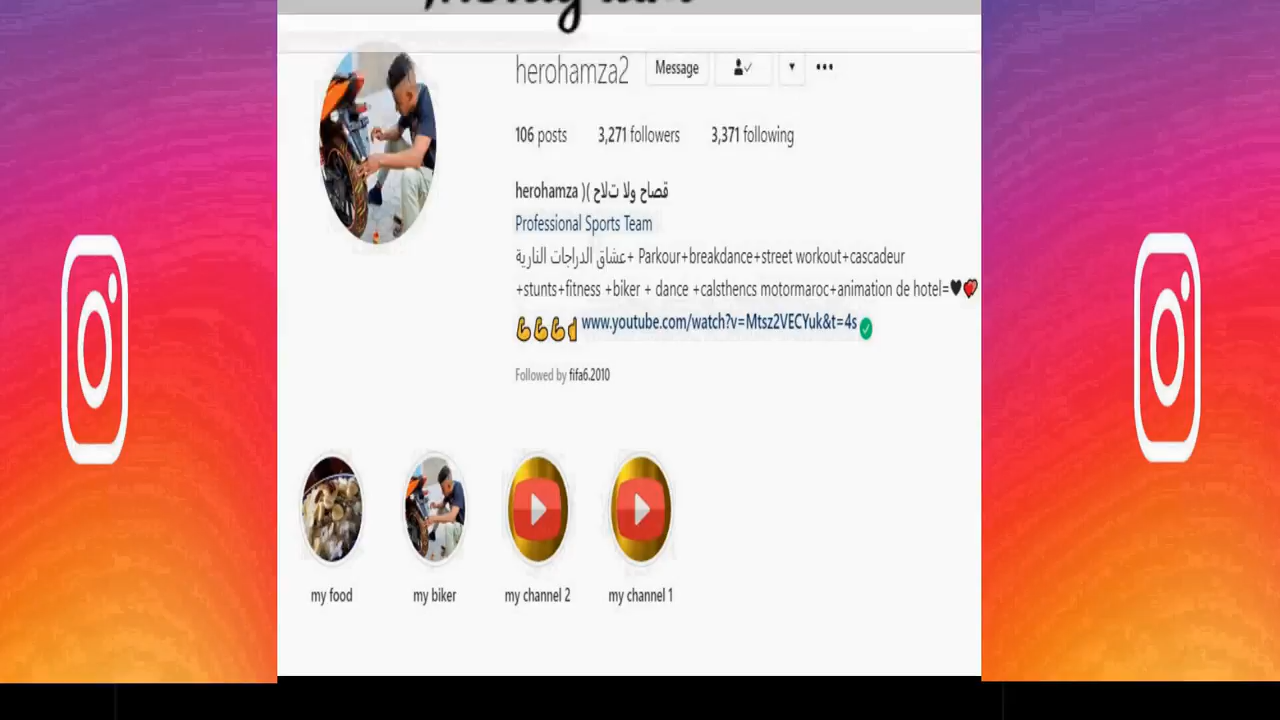 herohamza2 Message
106 posts 3,271 followers 3,371 following
herohamza )( قصاح ولا تلاح
Professional Sports Team
عشاق الدراجات النارية+ Parkour+breakdance+street workout+cascadeur
+stunts+fitness +biker + dance +calsthencs motormaroc+animation de hotel=
www.youtube.com/watch?v=Mtsz2VECYuk&t=4s
Followed by fifa6.2010
my food my biker my channel 2 my channel 1